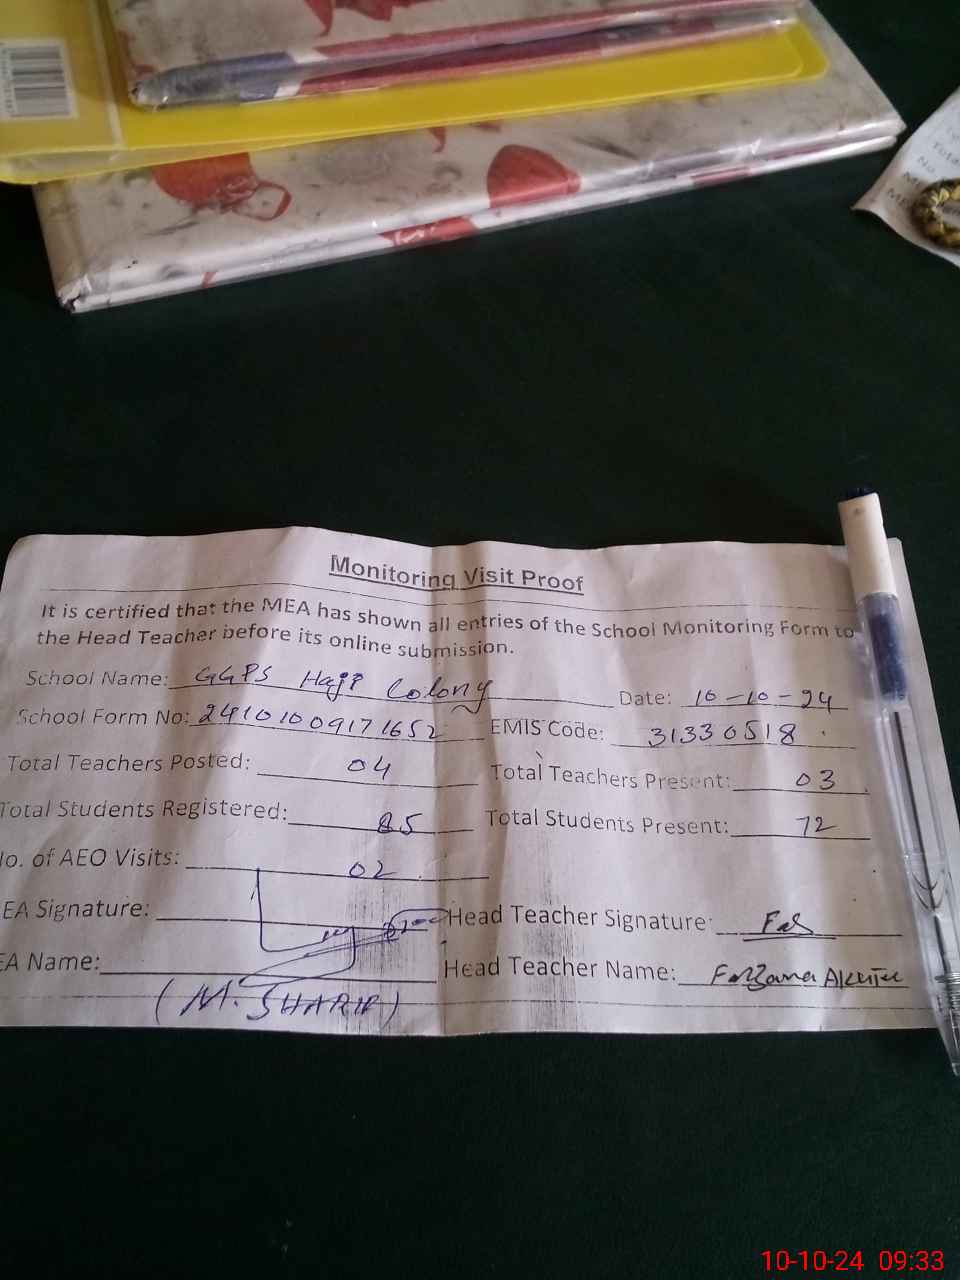 Monitoring Visit Proof
It is certified that the MEA has shown all entries of the School Monitoring Form to
the Head Teacher before its online submission.
School Name: GGPS Haji Colony Date: 10-10-24
School Form No: 24101009171652 EMIS Code: 31330518
Total Teachers Posted: 04 Total Teachers Present: 03
Total Students Registered: 85 Total Students Present: 72
No. of AEO Visits: 02
EA Signature: Head Teacher Signature:
EA Name: Head Teacher Name: Farzana Akhter
(M. SHARIF)
10-10-24 09:33